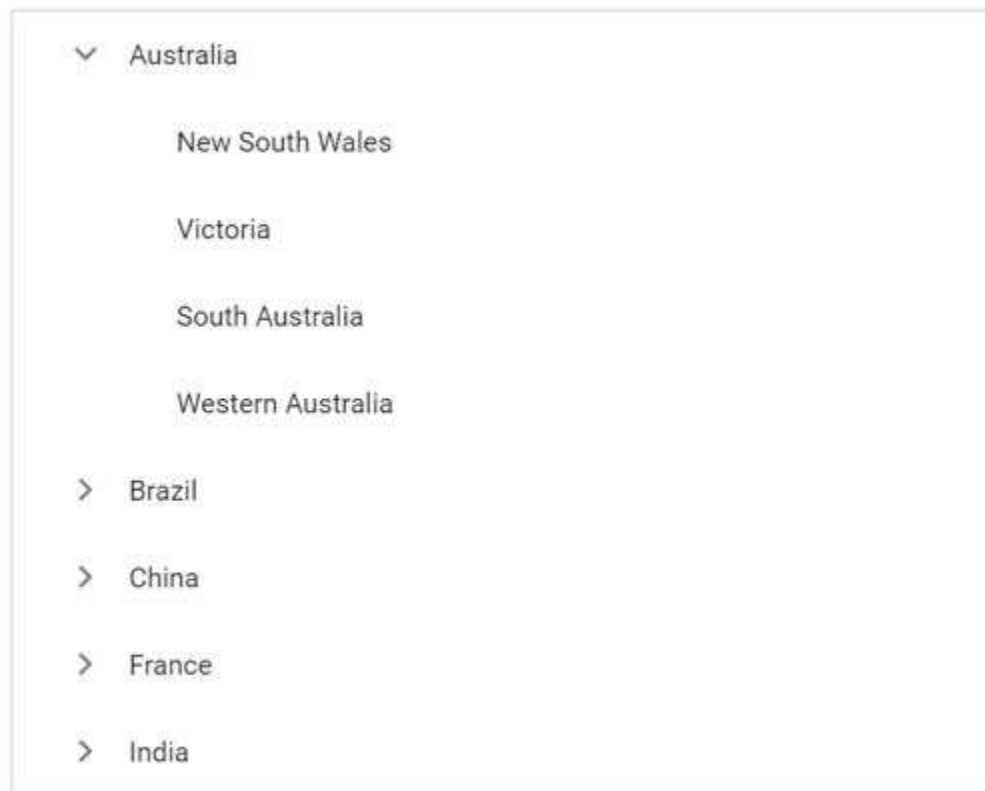 Australia
New South Wales
Victoria
South Australia
Western Australia
Brazil
China
France
India